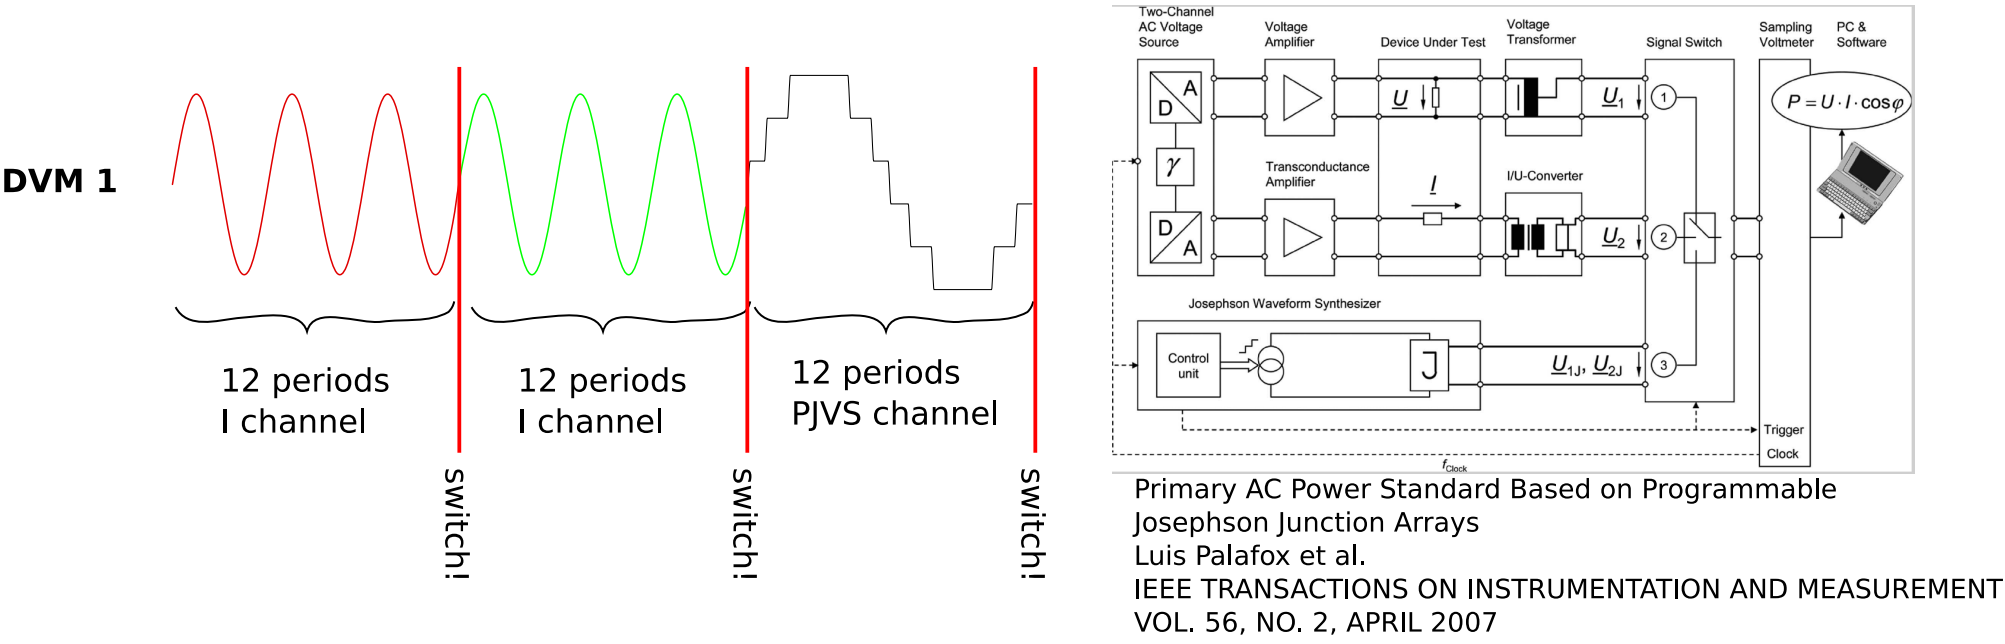 DVM 1
12 periods
I channel
12 periods
I channel
12 periods
PJVS channel
switch!
switch!
switch!
Two-Channel
AC Voltage
Source
Voltage
Amplifier
Device Under Test
Voltage
Transformer
Signal Switch
Sampling
Voltmeter
PC &
Software
D A
U
U1
1
P = U · I · cosφ
γ
Transconductance
Amplifier
I
I/U-Converter
D A
U2
2
Josephson Waveform Synthesizer
Control
unit
J
U1J, U2J
3
Trigger
Clock
fClock
Primary AC Power Standard Based on Programmable
Josephson Junction Arrays
Luis Palafox et al.
IEEE TRANSACTIONS ON INSTRUMENTATION AND MEASUREMENT
VOL. 56, NO. 2, APRIL 2007